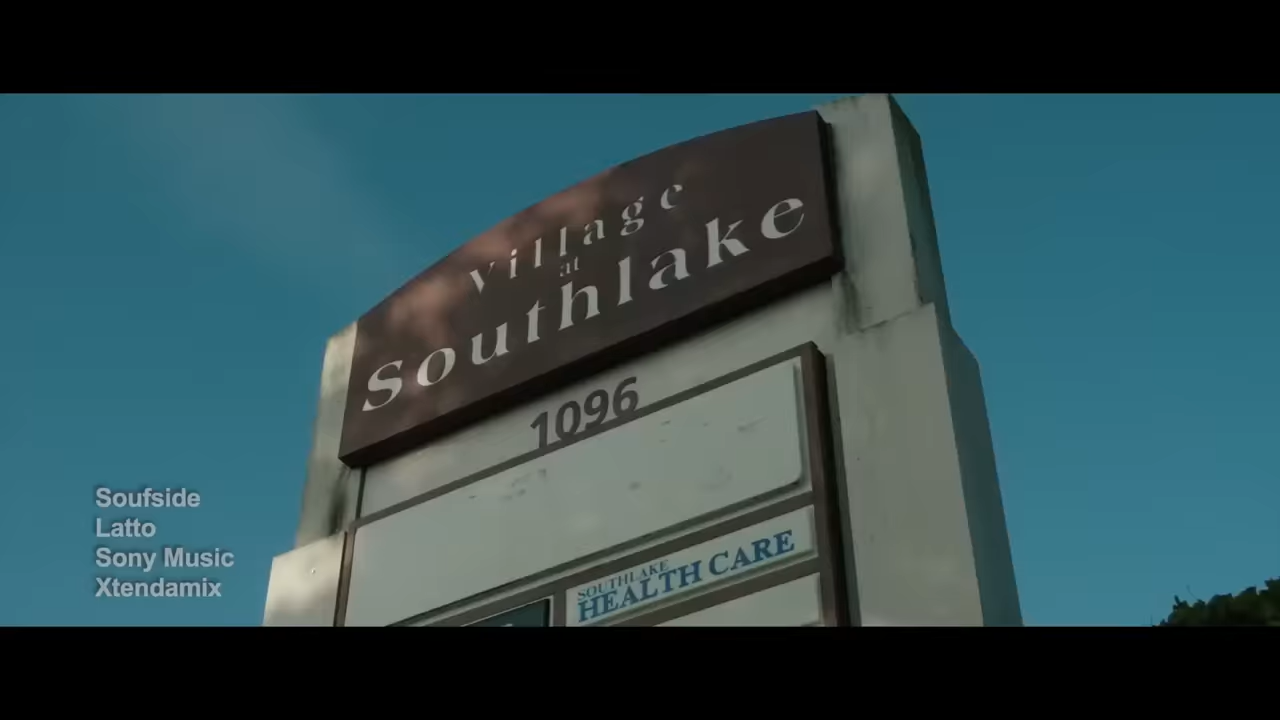 Village
at
Southlake
1096
SOUTHLAKE
HEALTH CARE
Soufside
Latto
Sony Music
Xtendamix